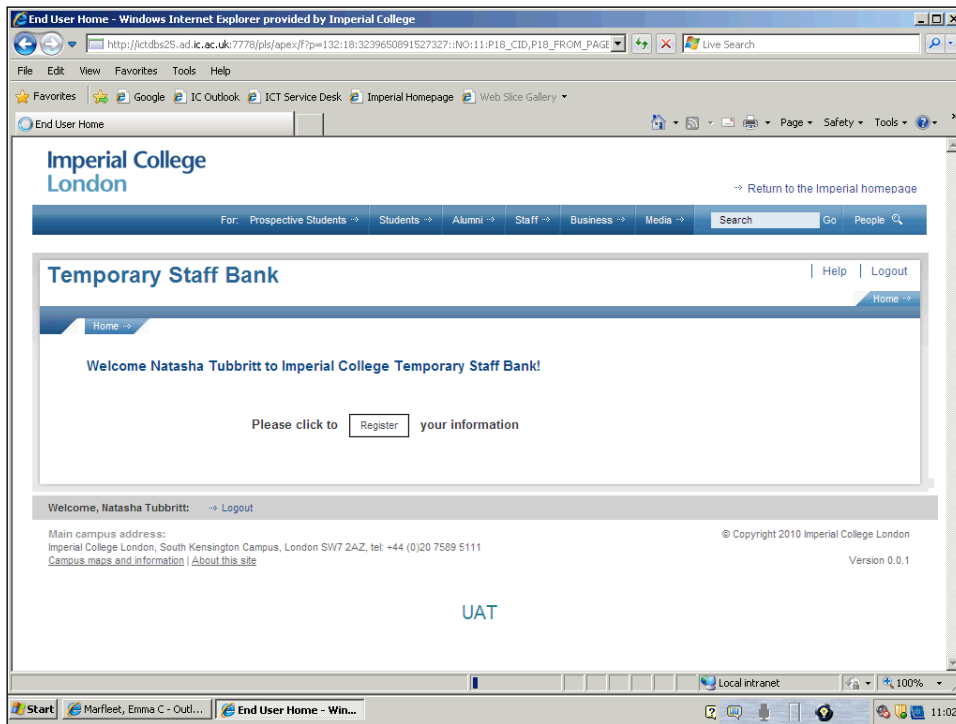 End User Home - Windows Internet Explorer provided by Imperial College
http://ictdbs25.ad.ic.ac.uk:7778/pls/apex/f?p=132:18:3239650891527327::NO:11:P18_CID,P18_FROM_PAGE
Live Search
File Edit View Favorites Tools Help
Favorites Google IC Outlook ICT Service Desk Imperial Homepage Web Slice Gallery
End User Home
Page Safety Tools
Imperial College
London
Return to the Imperial homepage
For: Prospective Students Students Alumni Staff Business Media Search Go People
Temporary Staff Bank
Help Logout
Home
Home
Welcome Natasha Tubbritt to Imperial College Temporary Staff Bank!
Please click to Register your information
Welcome, Natasha Tubbritt: Logout
Main campus address: © Copyright 2010 Imperial College London
Imperial College London, South Kensington Campus, London SW7 2AZ, tel: +44 (0)20 7589 5111
Campus maps and information | About this site Version 0.0.1
UAT
Local intranet 100%
Start Marfleet, Emma C - Outl... End User Home - Win... 11:02